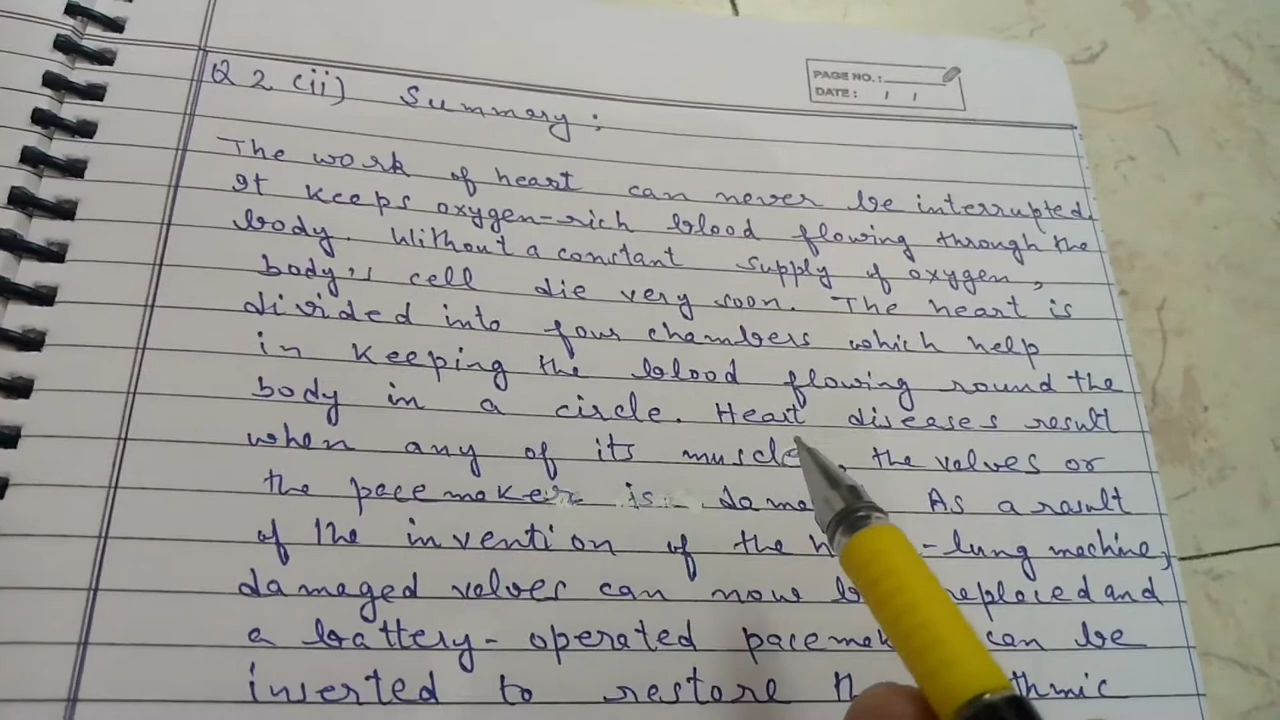 PAGE NO.:
DATE: / /
Q 2 (ii) Summary:
The work of heart can never be interrupted.
It keeps oxygen-rich blood flowing through the
body. Without a constant supply of oxygen,
body's cell die very soon. The heart is
divided into four chambers which help
in keeping the blood flowing round the
body in a circle. Heart diseases result
when any of its muscle, the valves or
the pacemaker is As a result
of the invention of the -lung machine,
damaged valves can now replaced and
a battery-operated can be
inserted to restore